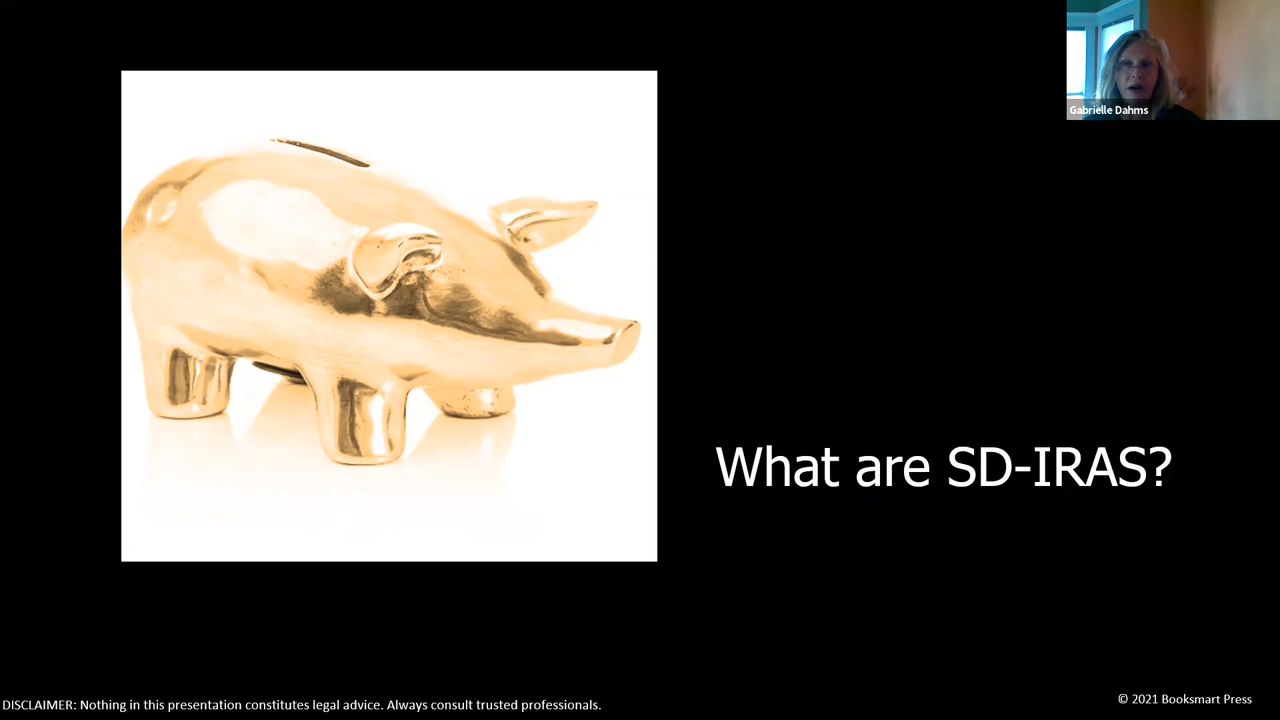 Gabrielle Dahms
What are SD-IRAS?
DISCLAIMER: Nothing in this presentation constitutes legal advice. Always consult trusted professionals.
© 2021 Booksmart Press